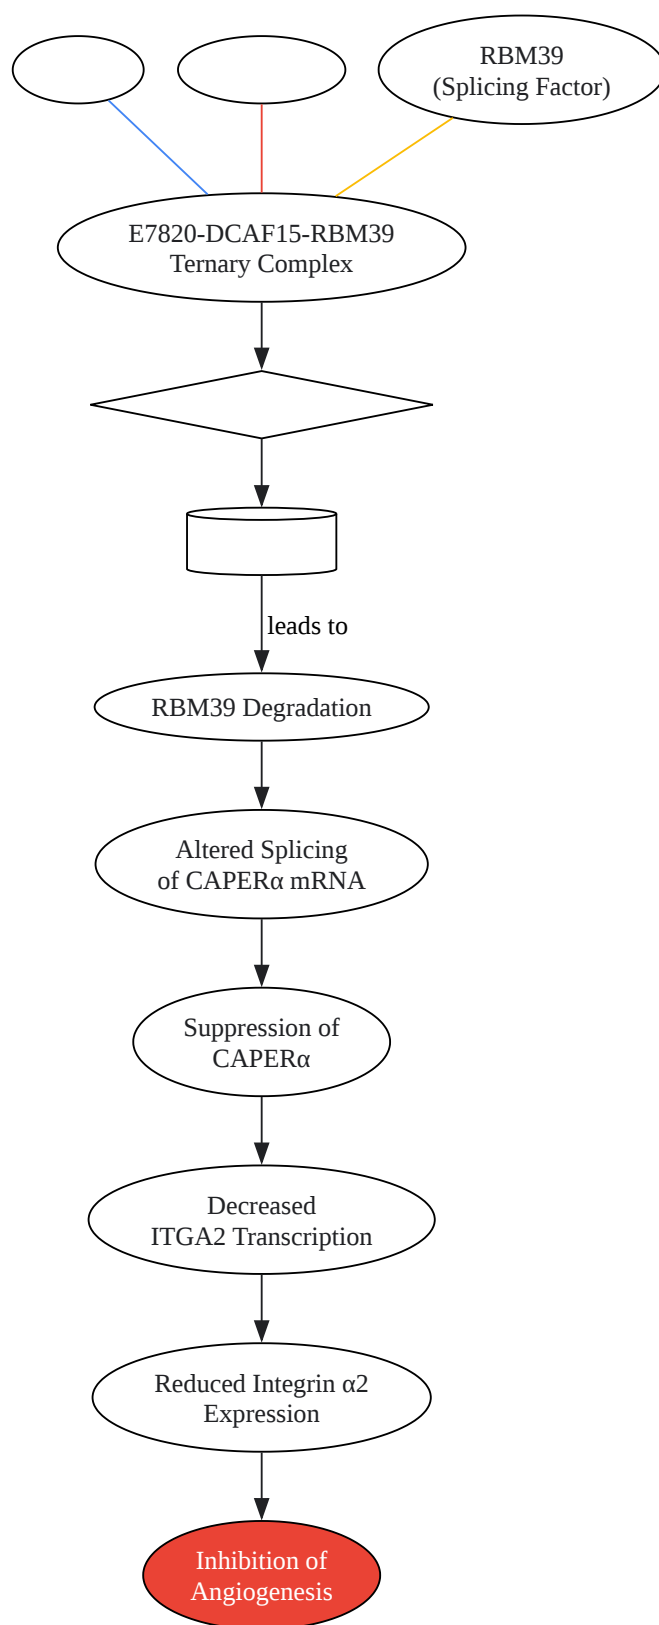 RBM39
(Splicing Factor)
E7820-DCAF15-RBM39
Ternary Complex
leads to
RBM39 Degradation
Altered Splicing
of CAPERα mRNA
Suppression of
CAPERα
Decreased
ITGA2 Transcription
Reduced Integrin α2
Expression
Inhibition of
Angiogenesis